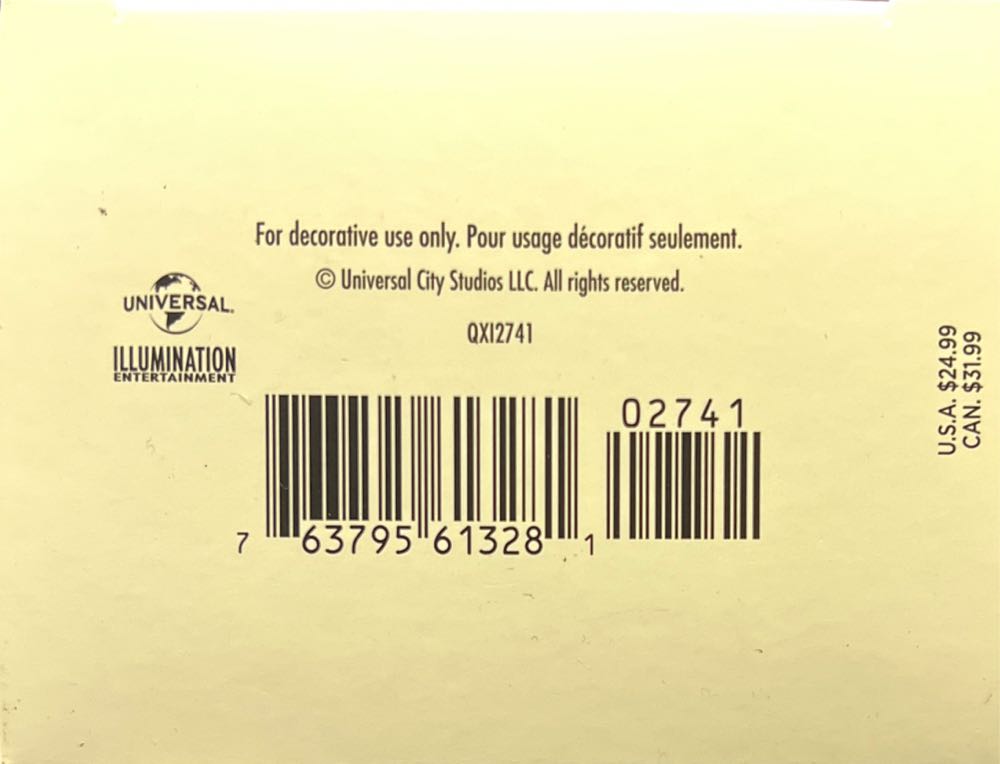 For decorative use only. Pour usage décoratif seulement.
© Universal City Studios LLC. All rights reserved.
QXI2741
UNIVERSAL
ILLUMINATION
ENTERTAINMENT
02741
7 63795 61328 1
U.S.A. $24.99
CAN. $31.99